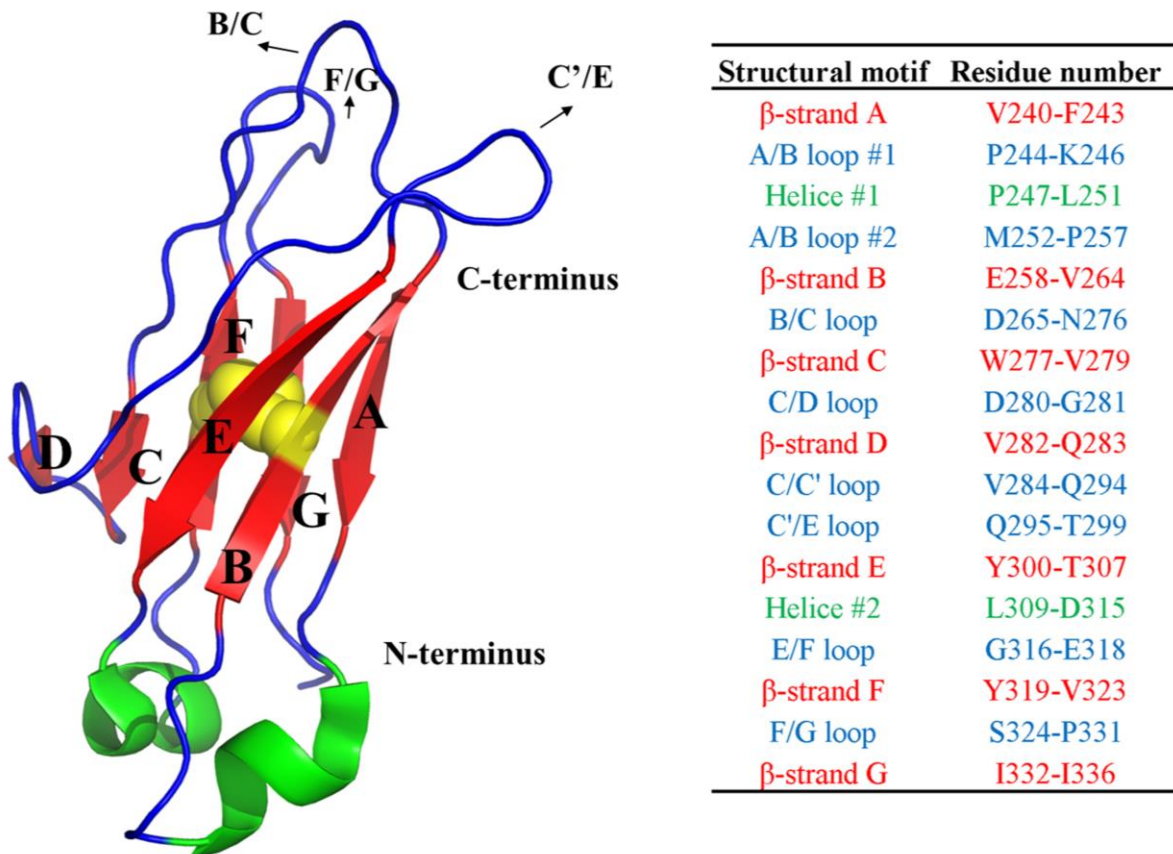 B/C
F/G
C’/E
C-terminus
F
E
A
D
C
G
B
N-terminus
Structural motif Residue number
β-strand A V240-F243
A/B loop #1 P244-K246
Helice #1 P247-L251
A/B loop #2 M252-P257
β-strand B E258-V264
B/C loop D265-N276
β-strand C W277-V279
C/D loop D280-G281
β-strand D V282-Q283
C/C' loop V284-Q294
C'/E loop Q295-T299
β-strand E Y300-T307
Helice #2 L309-D315
E/F loop G316-E318
β-strand F Y319-V323
F/G loop S324-P331
β-strand G I332-I336